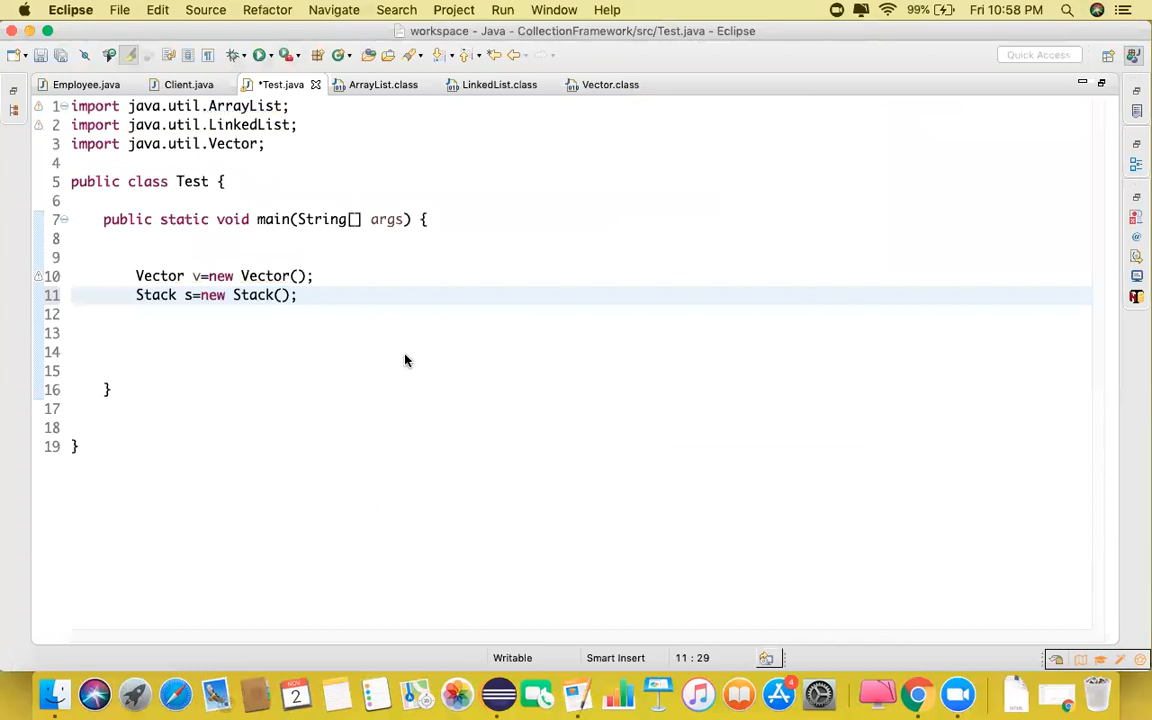 Eclipse File Edit Source Refactor Navigate Search Project Run Window Help 99% Fri 10:58 PM
workspace - Java - CollectionFramework/src/Test.java - Eclipse
Quick Access
Employee.java Client.java *Test.java ArrayList.class LinkedList.class Vector.class
1 import java.util.ArrayList;
2 import java.util.LinkedList;
3 import java.util.Vector;
4
5 public class Test {
6
7 public static void main(String[] args) {
8
9
10 Vector v=new Vector();
11 Stack s=new Stack();
12
13
14
15
16 }
17
18
19 }
Writable Smart Insert 11 : 29
NOV
2
4
HTML